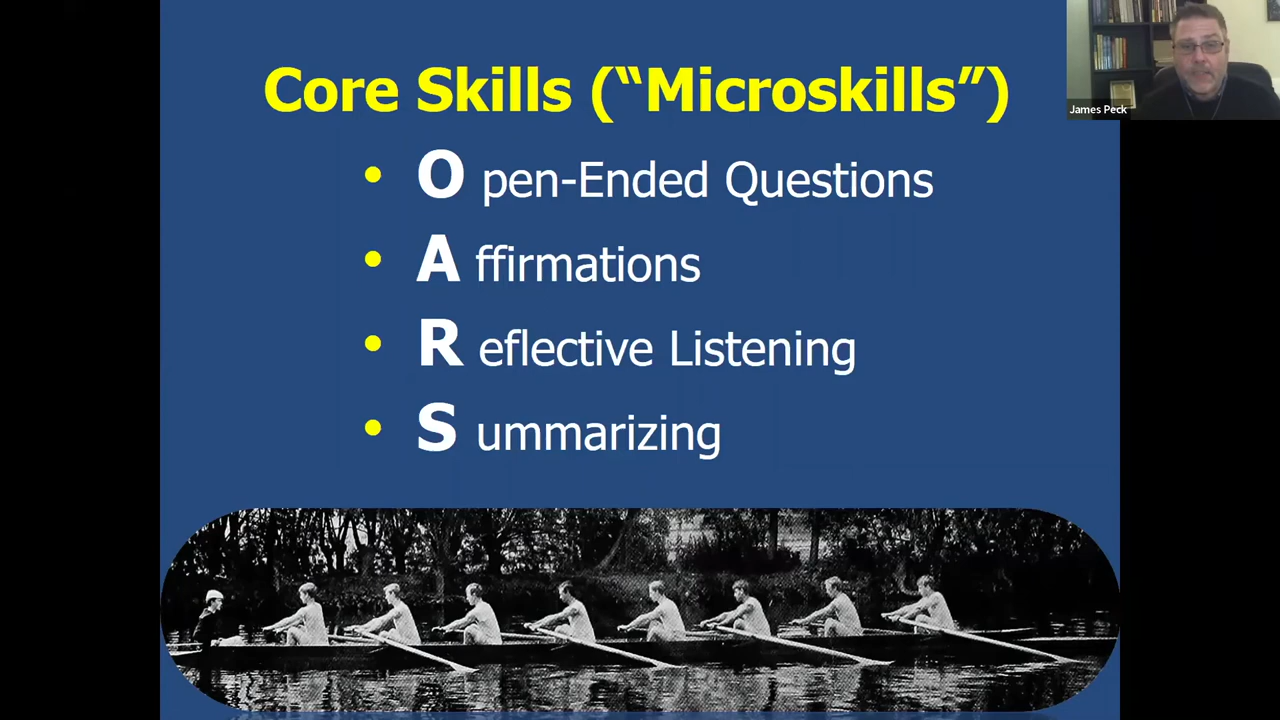 Core Skills (“Microskills”)
James Peck
• O pen-Ended Questions
• A ffirmations
• R eflective Listening
• S ummarizing